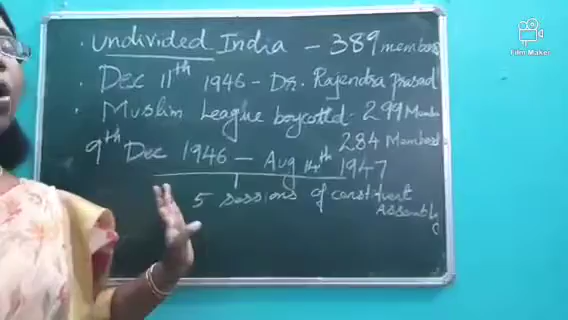 · Undivided India - 389 members
· Dec 11th 1946 - Dr. Rajendra Prasad
· Muslim League boycotted - 299 Membe
284 Members
9th Dec 1946 - Aug 14th 1947
5 sessions of constituent
Assembly
Film Maker